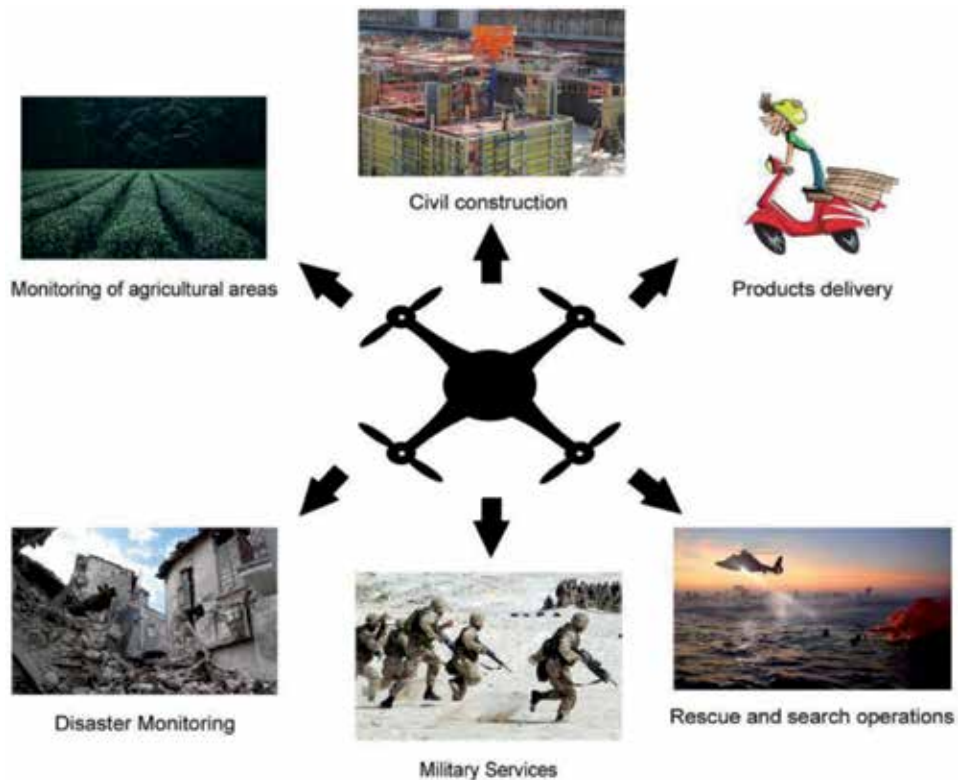 Civil construction
Monitoring of agricultural areas
Products delivery
Disaster Monitoring
Military Services
Rescue and search operations